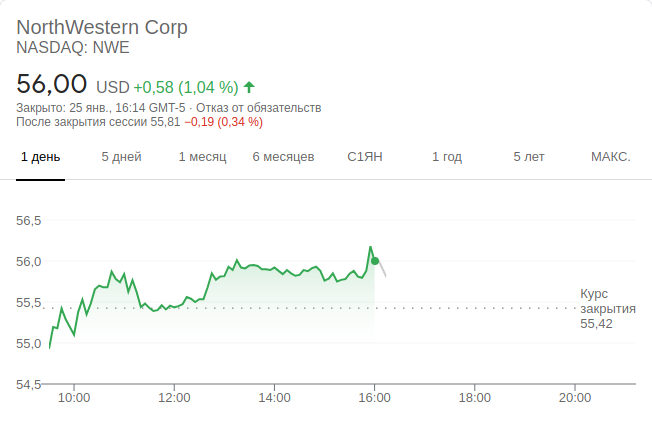 NorthWestern Corp
NASDAQ: NWE
56,00 USD +0,58 (1,04 %)
Закрыто: 25 янв., 16:14 GMT-5 · Отказ от обязательств
После закрытия сессии 55,81 −0,19 (0,34 %)
1 день 5 дней 1 месяц 6 месяцев С1ЯН 1 год 5 лет МАКС.
56,5
56,0
55,5
55,0
54,5
Курс
закрытия
55,42
10:00 12:00 14:00 16:00 18:00 20:00